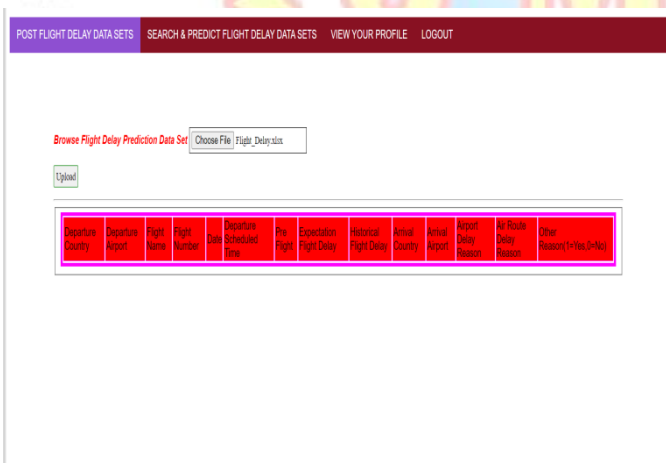 POST FLIGHT DELAY DATA SETS SEARCH & PREDICT FLIGHT DELAY DATA SETS VIEW YOUR PROFILE LOGOUT
Browse Flight Delay Prediction Data Set Choose File Flight_Delay.xlsx
Upload
Departure Country Departure Airport Flight Name Flight Number Date Departure Scheduled Time Pre Flight Expectation Flight Delay Historical Flight Delay Arrival Country Arrival Airport Airport Delay Reason Air Route Delay Reason Other Reason(1=Yes,0=No)